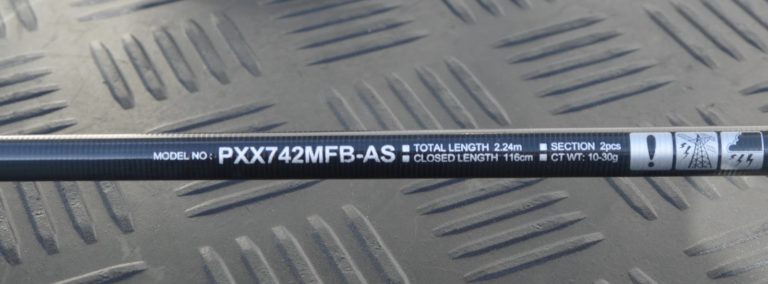 MODEL NO: PXX742MFB-AS
TOTAL LENGTH 2.24m SECTION 2pcs
CLOSED LENGTH 116cm CT WT: 10-30g